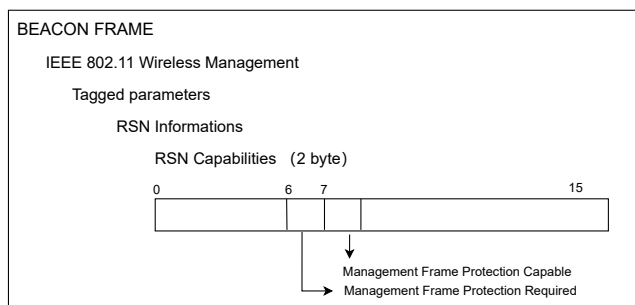 BEACON FRAME
IEEE 802.11 Wireless Management
Tagged parameters
RSN Informations
RSN Capabilities (2 byte)
0 6 7 15
Management Frame Protection Capable
Management Frame Protection Required